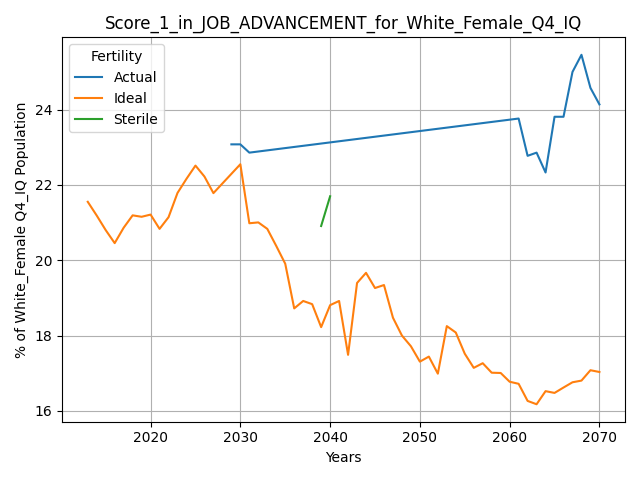 Score_1_in_JOB_ADVANCEMENT_for_White_Female_Q4_IQ
Fertility
Actual
Ideal
Sterile
% of White_Female Q4_IQ Population
24
22
20
18
16
2020 2030 2040 2050 2060 2070
Years